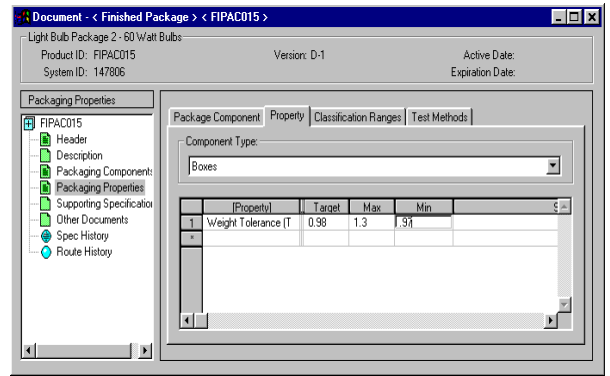 Document - < Finished Package > < FIPAC015 >
Light Bulb Package 2 - 60 Watt Bulbs
Product ID: FIPAC015 Version: D-1 Active Date:
System ID: 147806 Expiration Date:
Packaging Properties
FIPAC015
Header
Description
Packaging Components
Packaging Properties
Supporting Specification
Other Documents
Spec History
Route History
Package Component Property Classification Ranges Test Methods
Component Type:
Boxes
[Property] Target Max Min S
1 Weight Tolerance (T 0.98 1.3 .97
*